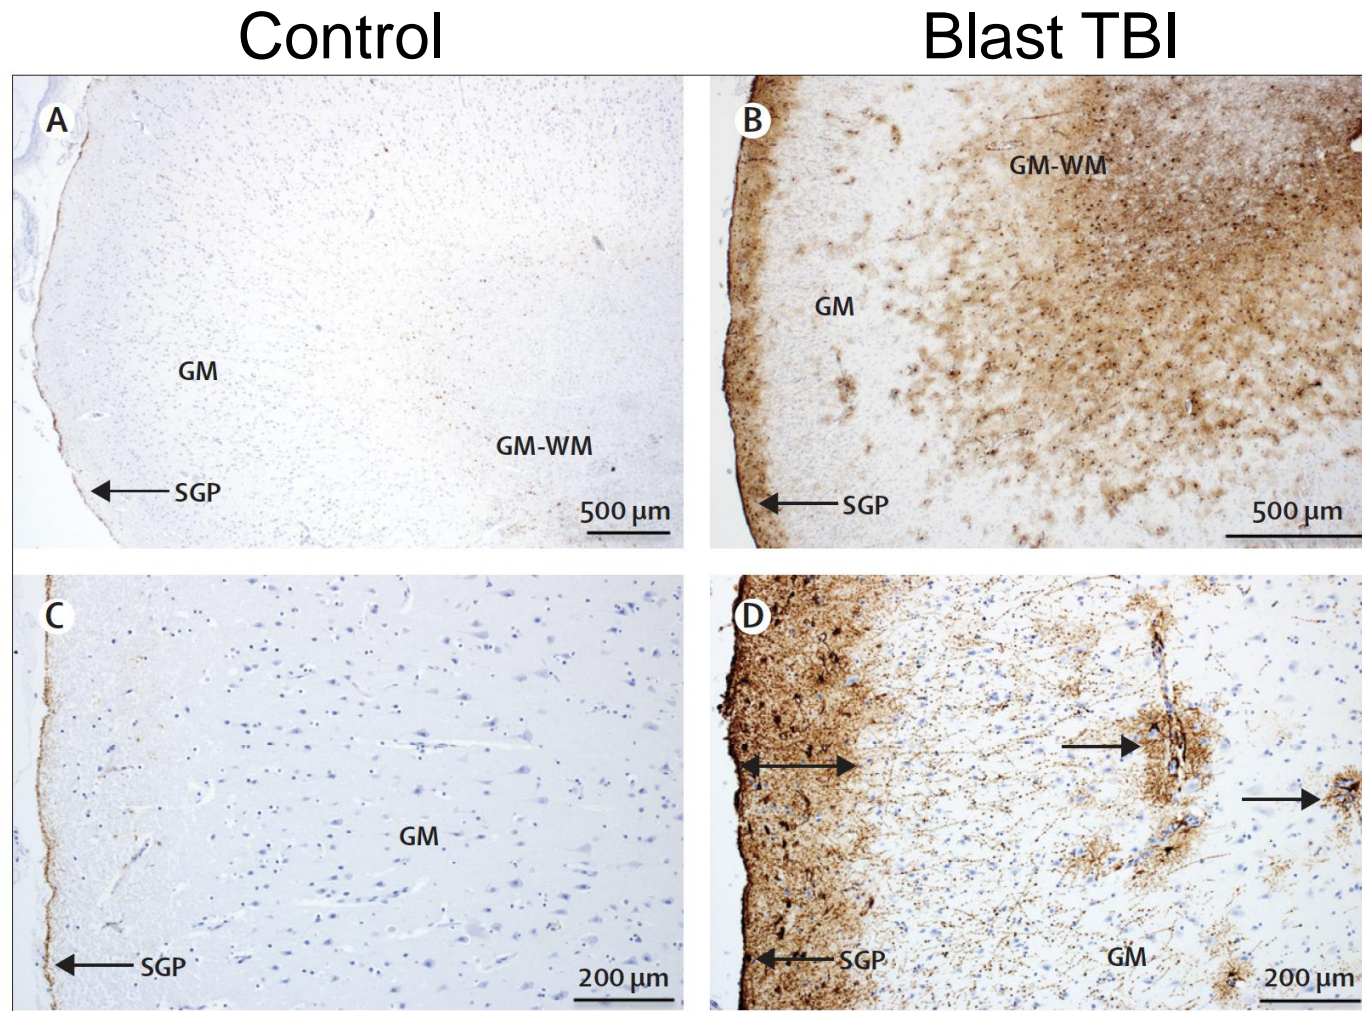 Control
Blast TBI
A
GM
GM-WM
SGP
500 µm
B
GM-WM
GM
SGP
500 µm
C
GM
SGP
200 µm
D
SGP
GM
200 µm